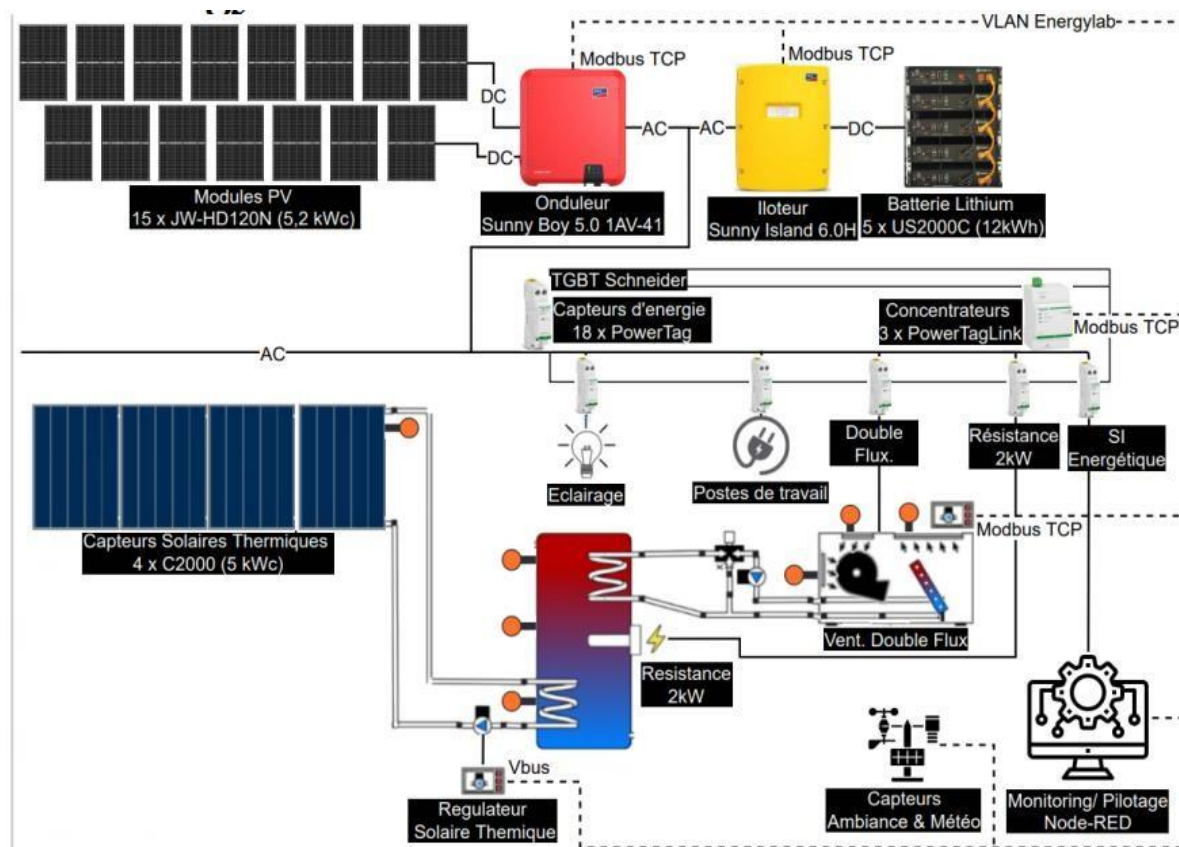 VLAN Energylab
Modbus TCP
Modbus TCP
DC
DC
AC
AC
DC
Modules PV
15 x JW-HD120N (5,2 kWc)
Onduleur
Sunny Boy 5.0 1AV-41
Iloteur
Sunny Island 6.0H
Batterie Lithium
5 x US2000C (12kWh)
TGBT Schneider
Capteurs d'energie
18 x PowerTag
Concentrateurs
3 x PowerTagLink
Modbus TCP
AC
Eclairage
Postes de travail
Double
Flux.
Résistance
2kW
SI
Energétique
Capteurs Solaires Thermiques
4 x C2000 (5 kWc)
Modbus TCP
Vent. Double Flux
Resistance
2kW
Vbus
Regulateur
Solaire Themique
Capteurs
Ambiance & Météo
Monitoring/ Pilotage
Node-RED